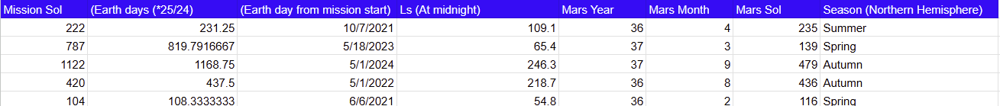 Mission Sol (Earth days (*25/24) (Earth day from mission start) Ls (At midnight) Mars Year Mars Month Mars Sol Season (Northern Hemisphere)
222 231.25 10/7/2021 109.1 36 4 235 Summer
787 819.7916667 5/18/2023 65.4 37 3 139 Spring
1122 1168.75 5/1/2024 246.3 37 9 479 Autumn
420 437.5 5/1/2022 218.7 36 8 436 Autumn
104 108.3333333 6/6/2021 54.8 36 2 116 Spring